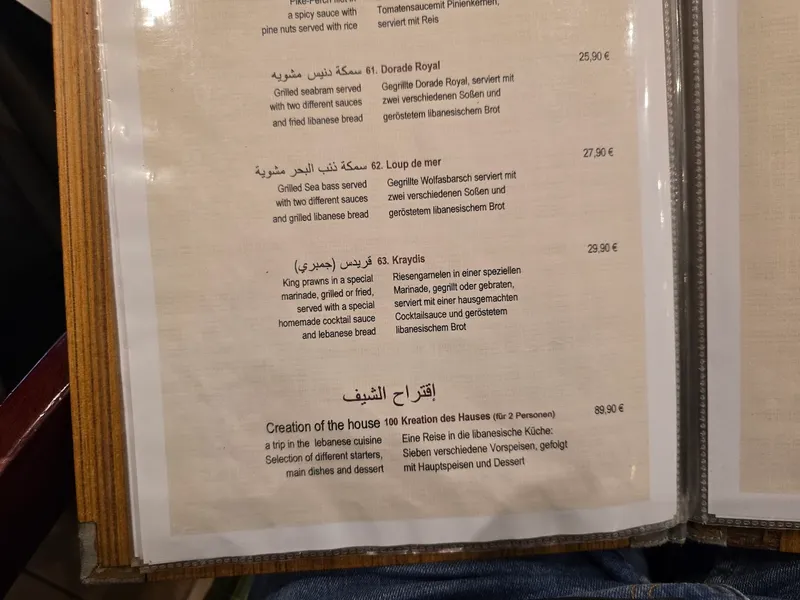 Pike-Perch filet in
a spicy sauce with
pine nuts served with rice
Tomatensaucemit Pinienkernen,
serviert mit Reis
سمكة دنيس مشويه 61. Dorade Royal 25,90 €
Grilled seabram served
with two different sauces
and fried libanese bread
Gegrillte Dorade Royal, serviert mit
zwei verschiedenen Soßen und
geröstetem libanesischem Brot
سمكة ذئب البحر مشوية 62. Loup de mer 27,90 €
Grilled Sea bass served
with two different sauces
and grilled libanese bread
Gegrillte Wolfasbarsch serviert mit
zwei verschiedenen Soßen und
geröstetem libanesischem Brot
قريدس (جمبري) 63. Kraydis 29,90 €
King prawns in a special
marinade, grilled or fried,
served with a special
homemade cocktail sauce
and lebanese bread
Riesengarnelen in einer speziellen
Marinade, gegrillt oder gebraten,
serviert mit einer hausgemachten
Cocktailsauce und geröstetem
libanesischem Brot
إقتراح الشيف
Creation of the house 100 Kreation des Hauses (für 2 Personen) 89,90 €
a trip in the lebanese cuisine
Selection of different starters,
main dishes and dessert
Eine Reise in die libanesische Küche:
Sieben verschiedene Vorspeisen, gefolgt
mit Hauptspeisen und Dessert